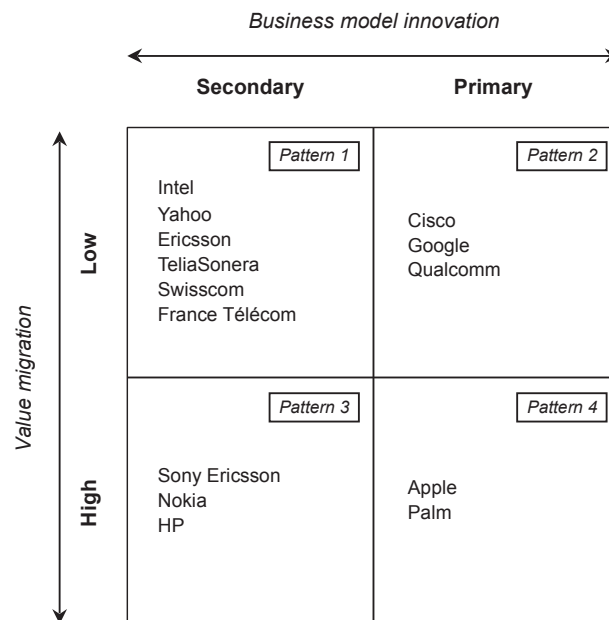 Business model innovation
Secondary
Primary
Value migration
Low
Pattern 1
Intel
Yahoo
Ericsson
TeliaSonera
Swisscom
France Télécom
Pattern 2
Cisco
Google
Qualcomm
High
Pattern 3
Sony Ericsson
Nokia
HP
Pattern 4
Apple
Palm